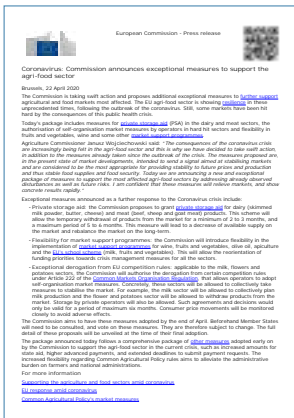 European Commission - Press release
Coronavirus: Commission announces exceptional measures to support the
agri-food sector
Brussels, 22 April 2020
The Commission is taking swift action and proposes additional exceptional measures to further support
agricultural and food markets most affected. The EU agri-food sector is showing resilience in these
unprecedented times, following the outbreak of the coronavirus. Still, some markets have been hit
hard by the consequences of this public health crisis.
Today's package includes measures for private storage aid (PSA) in the dairy and meat sectors, the
authorisation of self-organisation market measures by operators in hard hit sectors and flexibility in
fruits and vegetables, wine and some other market support programmes.
Agriculture Commissioner Janusz Wojciechowski said: "The consequences of the coronavirus crisis
are increasingly being felt in the agri-food sector and this is why we have decided to take swift action,
in addition to the measures already taken since the outbreak of the crisis. The measures proposed are,
in the present state of market developments, intended to send a signal aimed at stabilising markets
and are considered to be the most appropriate for providing stability to future prices and production
and thus stable food supplies and food security. Today we are announcing a new and exceptional
package of measures to support the most affected agri-food sectors by addressing already observed
disturbances as well as future risks. I am confident that these measures will relieve markets, and show
concrete results rapidly."
Exceptional measures announced as a further response to the Coronavirus crisis include:
- Private storage aid: the Commission proposes to grant private storage aid for dairy (skimmed
milk powder, butter, cheese) and meat (beef, sheep and goat meat) products. This scheme will
allow the temporary withdrawal of products from the market for a minimum of 2 to 3 months, and
a maximum period of 5 to 6 months. This measure will lead to a decrease of available supply on
the market and rebalance the market on the long-term.
- Flexibility for market support programmes: the Commission will introduce flexibility in the
implementation of market support programmes for wine, fruits and vegetables, olive oil, apiculture
and the EU's school scheme (milk, fruits and vegetables). This will allow the reorientation of
funding priorities towards crisis management measures for all the sectors.
- Exceptional derogation from EU competition rules: applicable to the milk, flowers and
potatoes sectors, the Commission will authorise the derogation from certain competition rules
under Article 222 of the Common Markets Organisation Regulation, that allows operators to adopt
self-organisation market measures. Concretely, these sectors will be allowed to collectively take
measures to stabilise the market. For example, the milk sector will be allowed to collectively plan
milk production and the flower and potatoes sector will be allowed to withdraw products from the
market. Storage by private operators will also be allowed. Such agreements and decisions would
only be valid for a period of maximum six months. Consumer price movements will be monitored
closely to avoid adverse effects.
The Commission aims to have these measures adopted by the end of April. Beforehand Member States
will need to be consulted, and vote on these measures. They are therefore subject to change. The full
detail of these proposals will be unveiled at the time of their final adoption.
The package announced today follows a comprehensive package of other measures adopted early on
by the Commission to support the agri-food sector in the current crisis, such as increased amounts for
state aid, higher advanced payments, and extended deadlines to submit payment requests. The
increased flexibility regarding Common Agricultural Policy rules aims to alleviate the administrative
burden on farmers and national administrations.
For more information
Supporting the agriculture and food sectors amid coronavirus
EU response amid coronavirus
Common Agricultural Policy's market measures